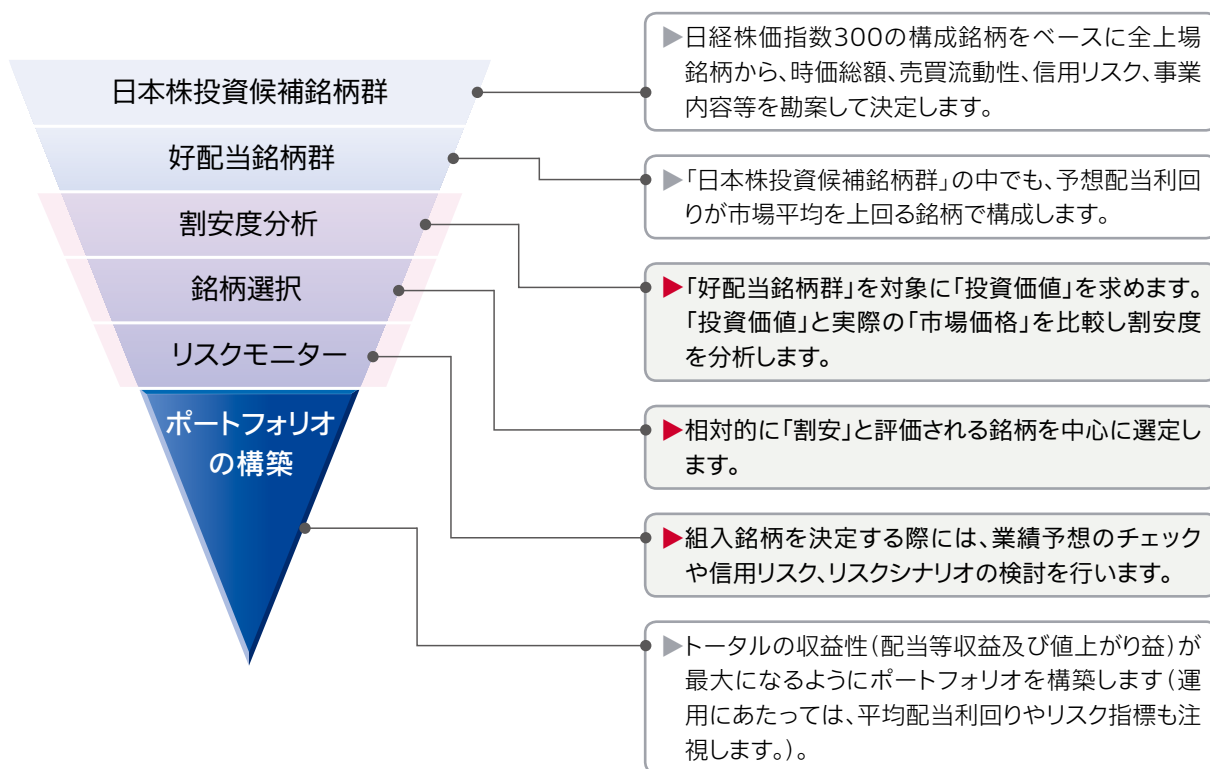 日本株投資候補銘柄群
好配当銘柄群
割安度分析
銘柄選択
リスクモニター
ポートフォリオ
の構築
▶日経株価指数300の構成銘柄をベースに全上場
銘柄から、時価総額、売買流動性、信用リスク、事業
内容等を勘案して決定します。
▶「日本株投資候補銘柄群」の中でも、予想配当利回
りが市場平均を上回る銘柄で構成します。
▶「好配当銘柄群」を対象に「投資価値」を求めます。
「投資価値」と実際の「市場価格」を比較し割安度
を分析します。
▶相対的に「割安」と評価される銘柄を中心に選定し
ます。
▶組入銘柄を決定する際には、業績予想のチェック
や信用リスク、リスクシナリオの検討を行います。
▶トータルの収益性(配当等収益及び値上がり益)が
最大になるようにポートフォリオを構築します(運
用にあたっては、平均配当利回りやリスク指標も注
視します。)。